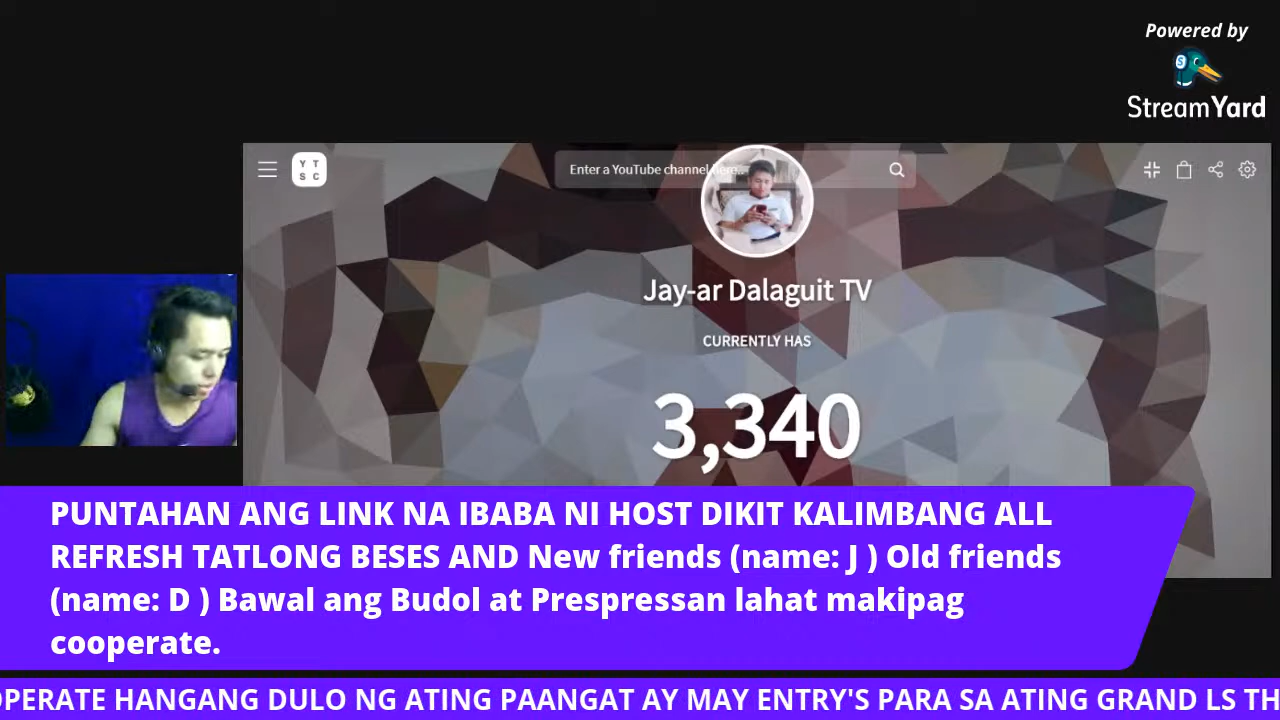 Powered by
StreamYard
Y T
S C
Enter a YouTube channel here...
Jay-ar Dalaguit TV
CURRENTLY HAS
3,340
PUNTAHAN ANG LINK NA IBABA NI HOST DIKIT KALIMBANG ALL
REFRESH TATLONG BESES AND New friends (name: J ) Old friends
(name: D ) Bawal ang Budol at Prespressan lahat makipag
cooperate.
OPERATE HANGANG DULO NG ATING PAANGAT AY MAY ENTRY'S PARA SA ATING GRAND LS TH